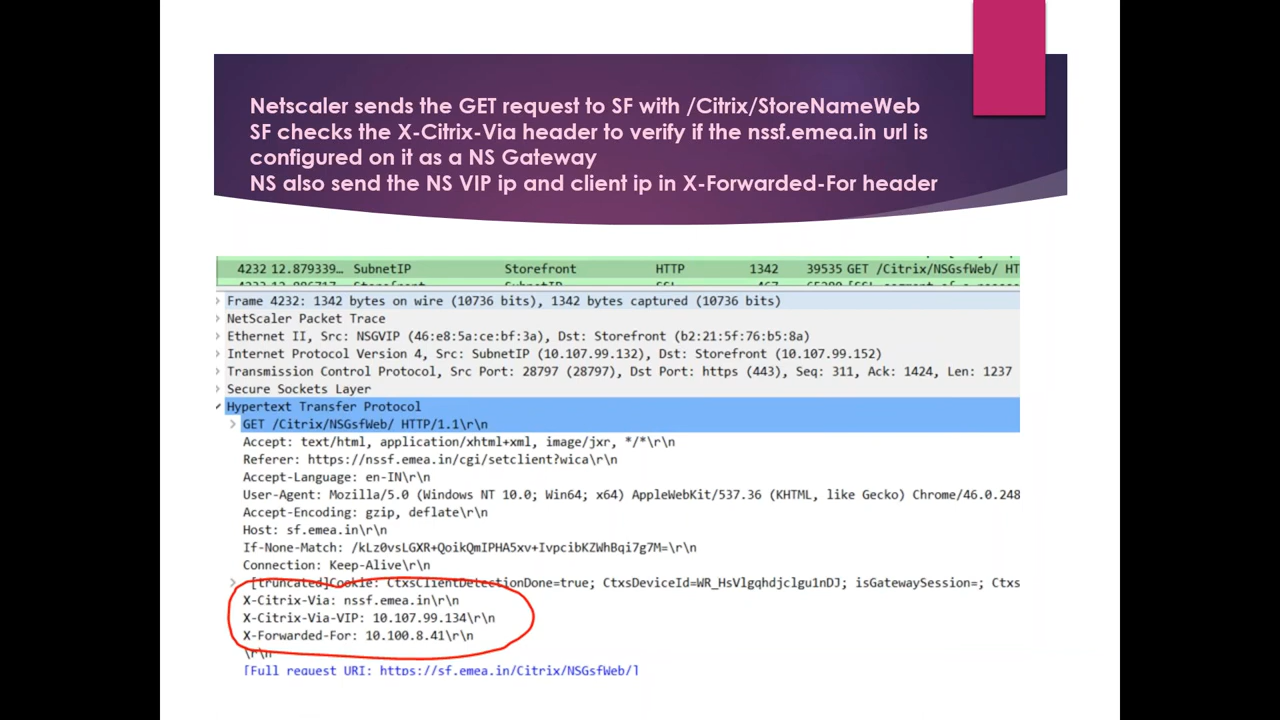 Netscaler sends the GET request to SF with /Citrix/StoreNameWeb
SF checks the X-Citrix-Via header to verify if the nssf.emea.in url is
configured on it as a NS Gateway
NS also send the NS VIP ip and client ip in X-Forwarded-For header
4232 12.879339… SubnetIP Storefront HTTP 1342 39535 GET /Citrix/NSGsfWeb/ HT
Frame 4232: 1342 bytes on wire (10736 bits), 1342 bytes captured (10736 bits)
NetScaler Packet Trace
Ethernet II, Src: NSGVIP (46:e8:5a:ce:bf:3a), Dst: Storefront (b2:21:5f:76:b5:8a)
Internet Protocol Version 4, Src: SubnetIP (10.107.99.132), Dst: Storefront (10.107.99.152)
Transmission Control Protocol, Src Port: 28797 (28797), Dst Port: https (443), Seq: 311, Ack: 1424, Len: 1237
Secure Sockets Layer
Hypertext Transfer Protocol
GET /Citrix/NSGsfWeb/ HTTP/1.1\r\n
Accept: text/html, application/xhtml+xml, image/jxr, */*\r\n
Referer: https://nssf.emea.in/cgi/setclient?wica\r\n
Accept-Language: en-IN\r\n
User-Agent: Mozilla/5.0 (Windows NT 10.0; Win64; x64) AppleWebKit/537.36 (KHTML, like Gecko) Chrome/46.0.248
Accept-Encoding: gzip, deflate\r\n
Host: sf.emea.in\r\n
If-None-Match: /kLz0vsLGXR+QoikQmIPHA5xv+IvpcibKZWhBqi7g7M=\r\n
Connection: Keep-Alive\r\n
[truncated]Cookie: CtxsClientDetectionDone=true; CtxsDeviceId=WR_HsVlgqhdjclgu1nDJ; isGatewaySession=; Ctxs
X-Citrix-Via: nssf.emea.in\r\n
X-Citrix-Via-VIP: 10.107.99.134\r\n
X-Forwarded-For: 10.100.8.41\r\n
\r\n
[Full request URI: https://sf.emea.in/Citrix/NSGsfWeb/]